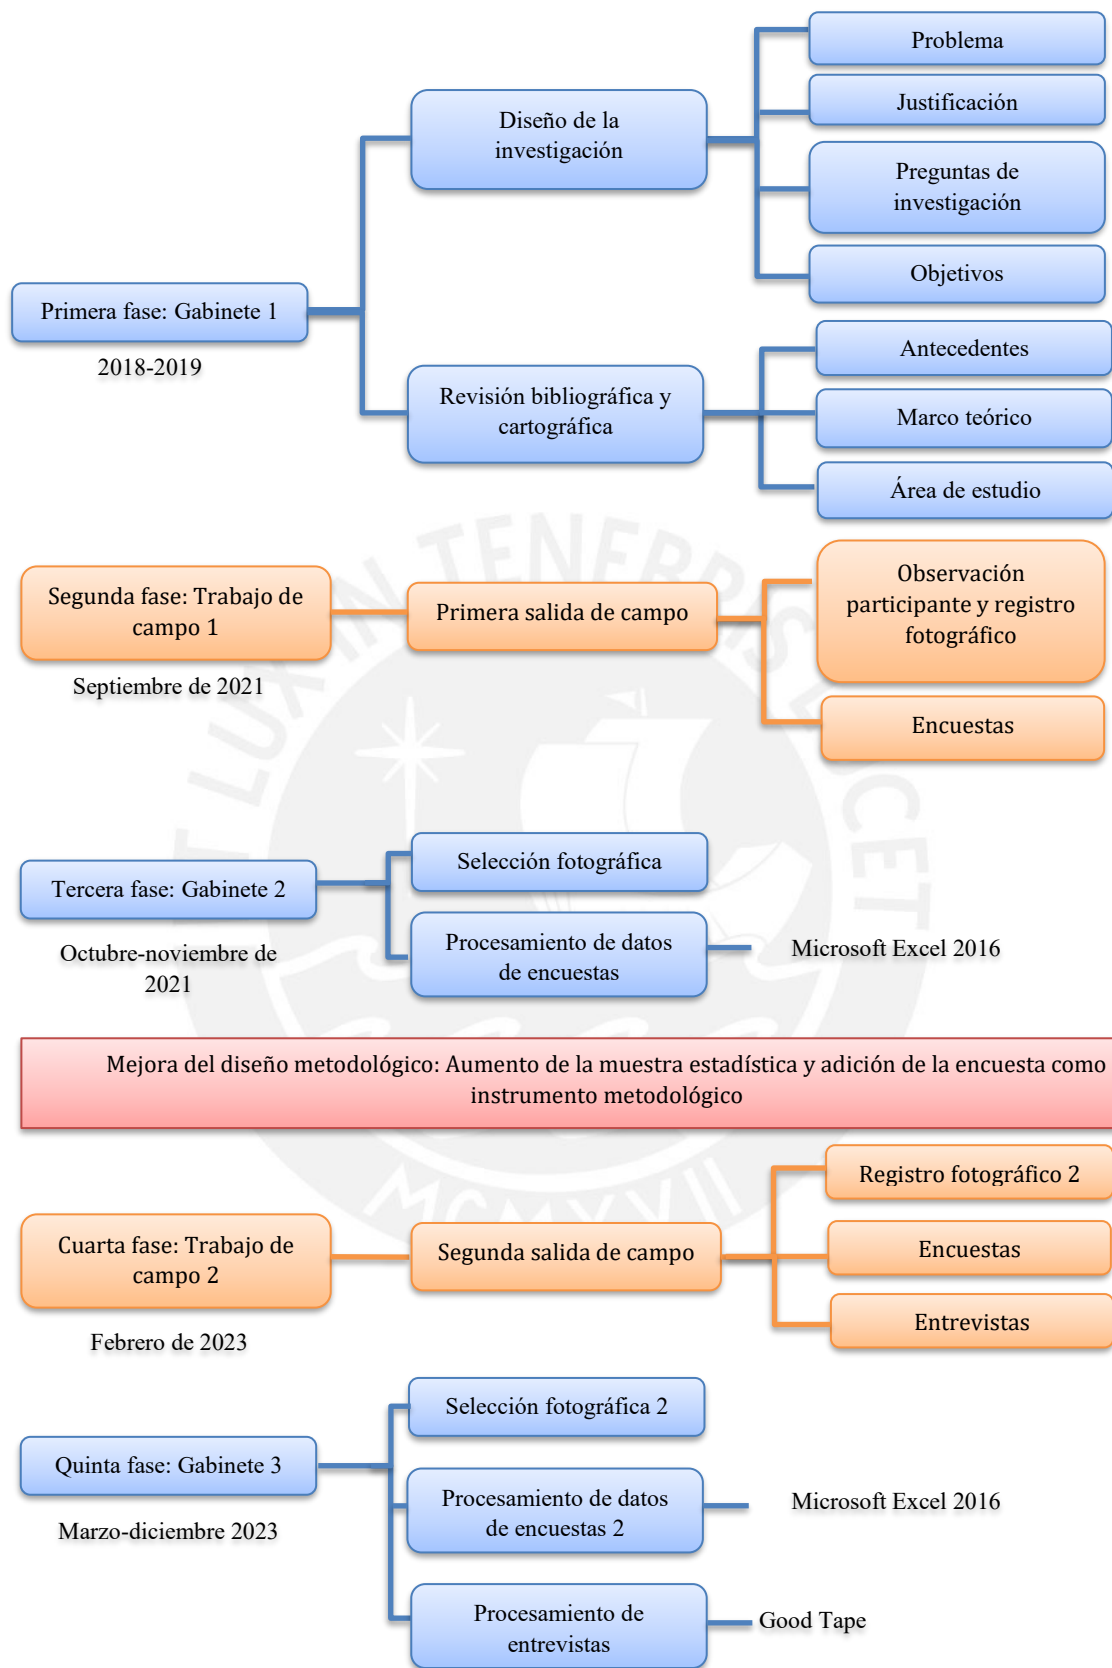 Problema
Diseño de la
investigación
Justificación
Preguntas de
investigación
Objetivos
Primera fase: Gabinete 1
2018-2019
Antecedentes
Revisión bibliográfica y
cartográfica
Marco teórico
Área de estudio
Segunda fase: Trabajo de
campo 1
Septiembre de 2021
Primera salida de campo
Observación
participante y registro
fotográfico
Encuestas
Tercera fase: Gabinete 2
Octubre-noviembre de
2021
Selección fotográfica
Procesamiento de datos
de encuestas
Microsoft Excel 2016
Mejora del diseño metodológico: Aumento de la muestra estadística y adición de la encuesta como
instrumento metodológico
Cuarta fase: Trabajo de
campo 2
Febrero de 2023
Segunda salida de campo
Registro fotográfico 2
Encuestas
Entrevistas
Quinta fase: Gabinete 3
Marzo-diciembre 2023
Selección fotográfica 2
Procesamiento de datos
de encuestas 2
Microsoft Excel 2016
Procesamiento de
entrevistas
Good Tape
ET LUX IN TENEBRIS LUCET
MCMXVII